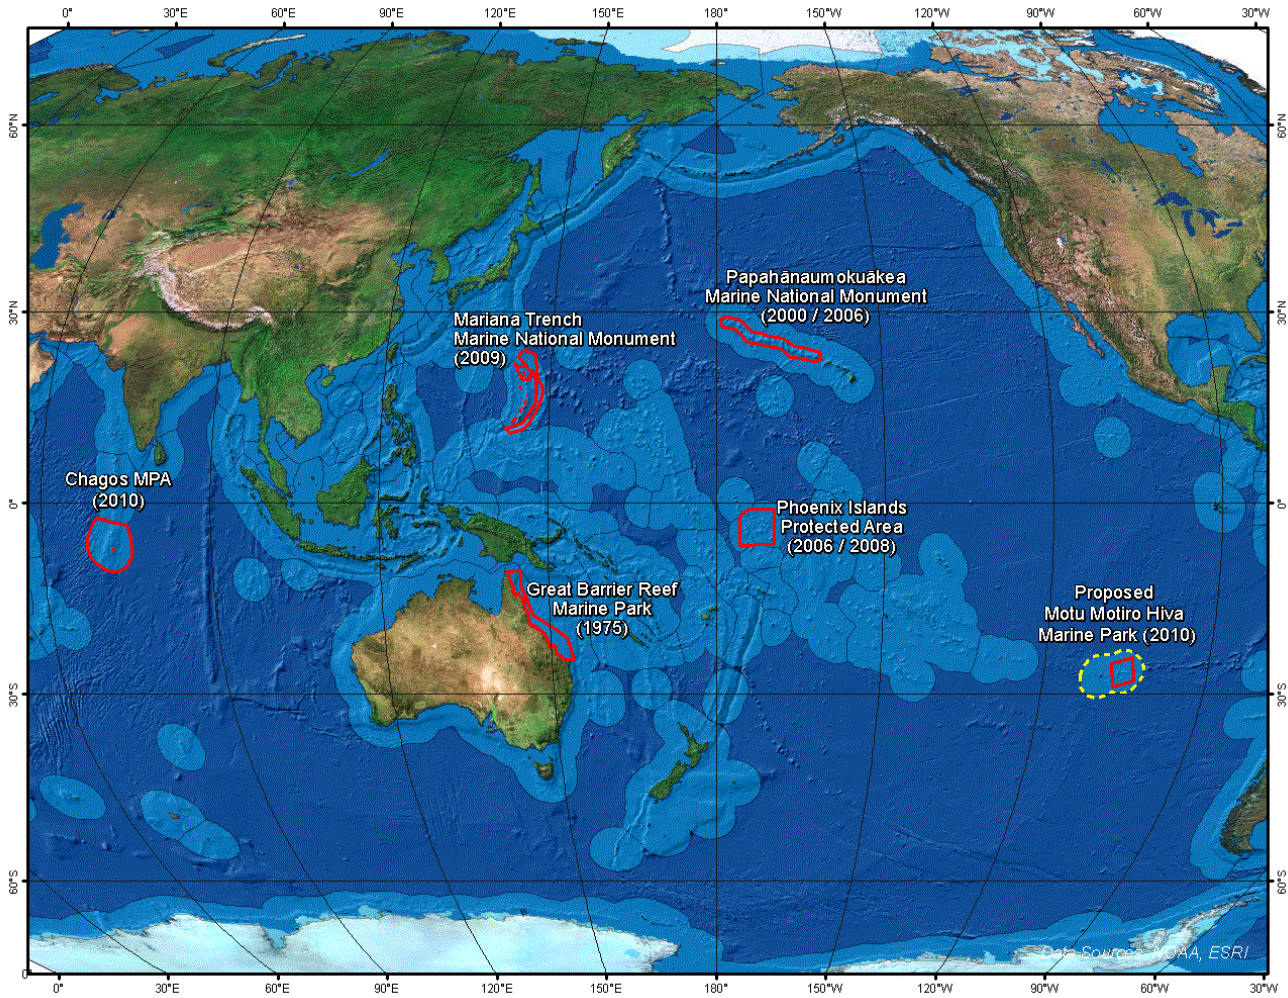 0° 30°E 60°E 90°E 120°E 150°E 180° 150°W 120°W 90°W 60°W 30°W
60°N 60°N
Papahānaumokuākea
Marine National Monument
(2000 / 2006)
30°N 30°N
Mariana Trench
Marine National Monument
(2009)
Chagos MPA
(2010)
0° 0°
Phoenix Islands
Protected Area
(2006 / 2008)
Great Barrier Reef
Marine Park
(1975)
Proposed
Motu Motiro Hiva
Marine Park (2010)
30°S 30°S
60°S 60°S
Data Sources: NOAA, ESRI
0° 30°E 60°E 90°E 120°E 150°E 180° 150°W 120°W 90°W 60°W 30°W